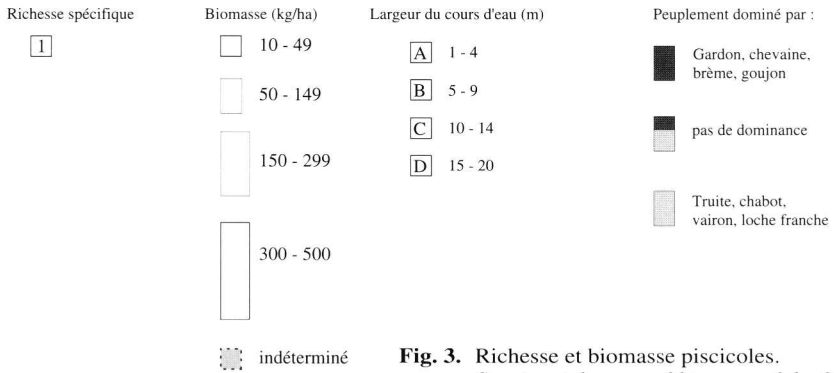 Richesse spécifique
1
Biomasse (kg/ha)
10 - 49
50 - 149
150 - 299
300 - 500
indéterminé
Largeur du cours d'eau (m)
A 1 - 4
B 5 - 9
C 10 - 14
D 15 - 20
Peuplement dominé par :
Gardon, chevaine,
brème, goujon
pas de dominance
Truite, chabot,
vairon, loche franche
Fig. 3. Richesse et biomasse piscicoles.